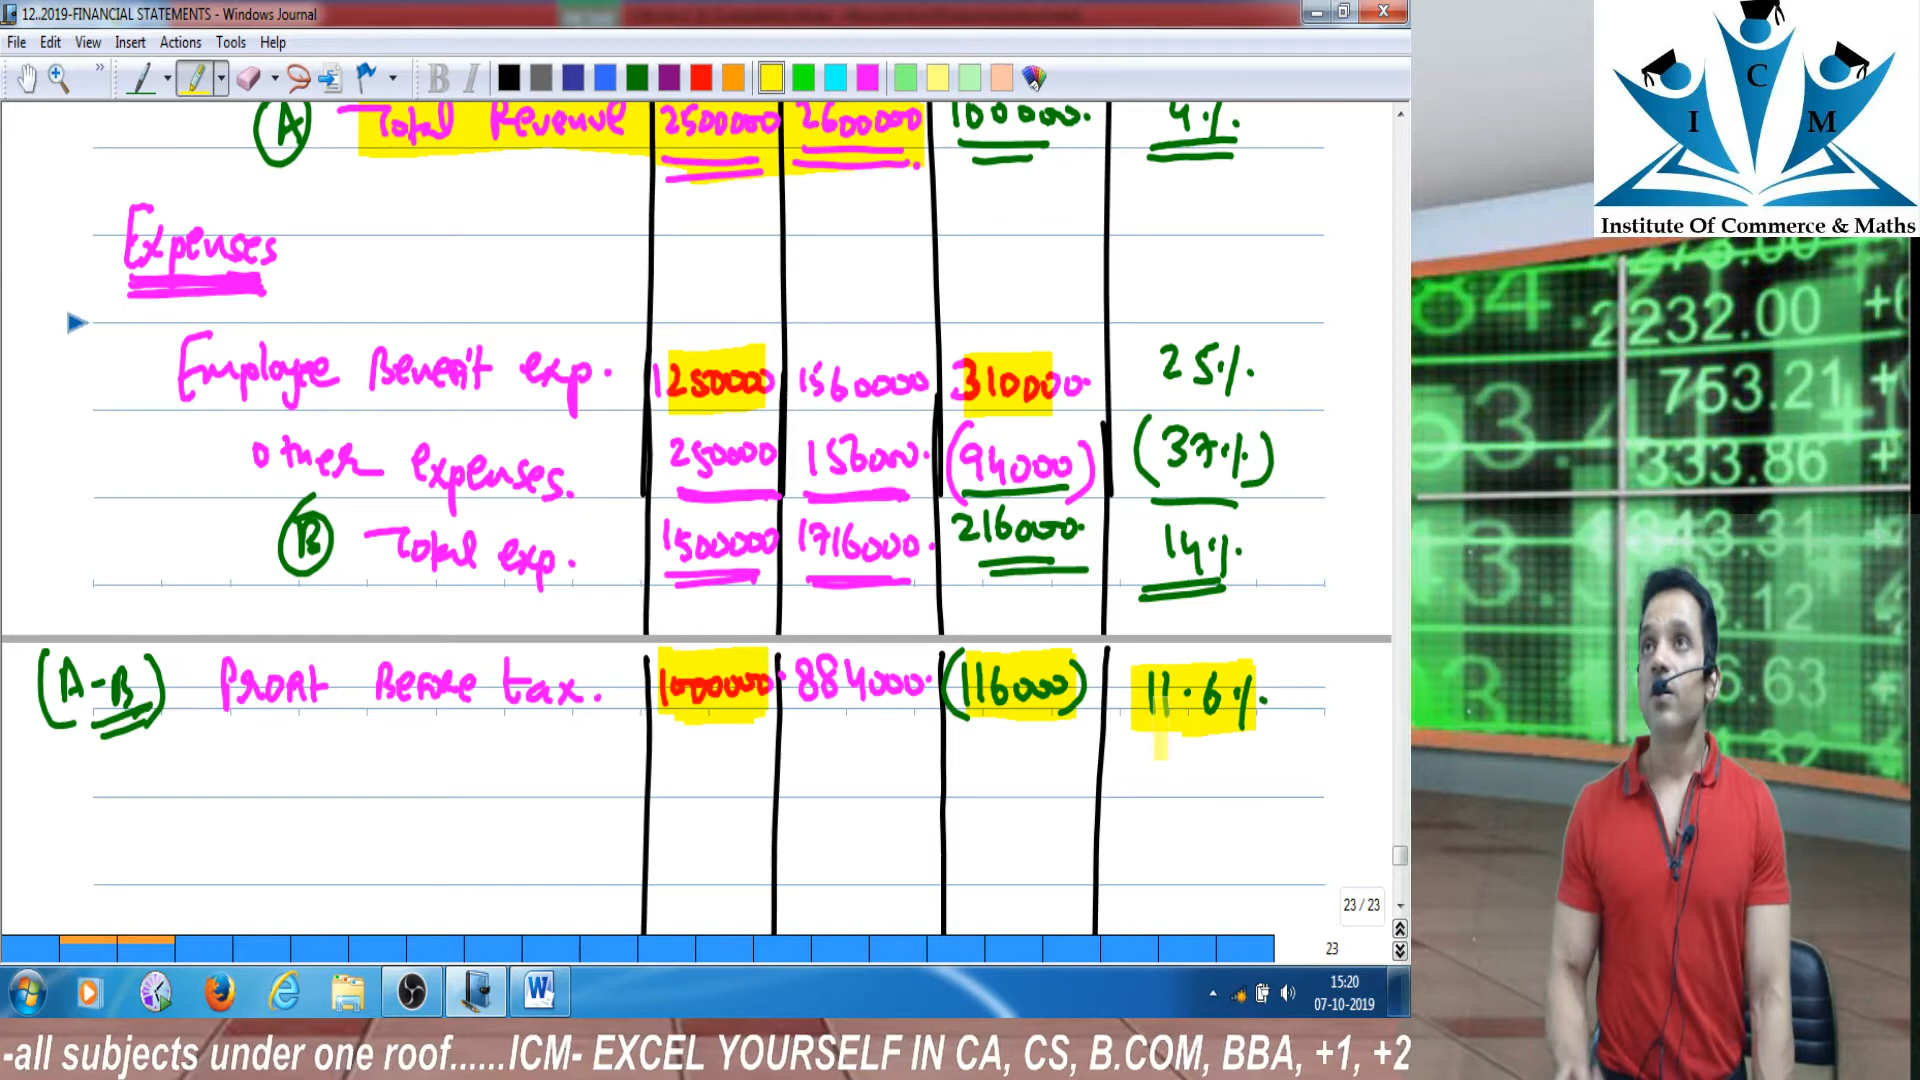 12..2019-FINANCIAL STATEMENTS - Windows Journal
File Edit View Insert Actions Tools Help
(A) Total Revenue 2500000 2600000 100000. 4%.
Expenses
Employee Benefit exp. 1250000 1560000 310000. 25%.
other expenses. 250000 156000. (94000) (37%)
(B) Total exp. 1500000 1716000. 216000. 14%.
(A-B) Profit Before tax. 1000000. 884000. (116000) 11.6%.
23 / 23
23
15:20
07-10-2019
I C M
Institute Of Commerce & Maths
2232.00
753.21
333.86
-all subjects under one roof......ICM- EXCEL YOURSELF IN CA, CS, B.COM, BBA, +1, +2